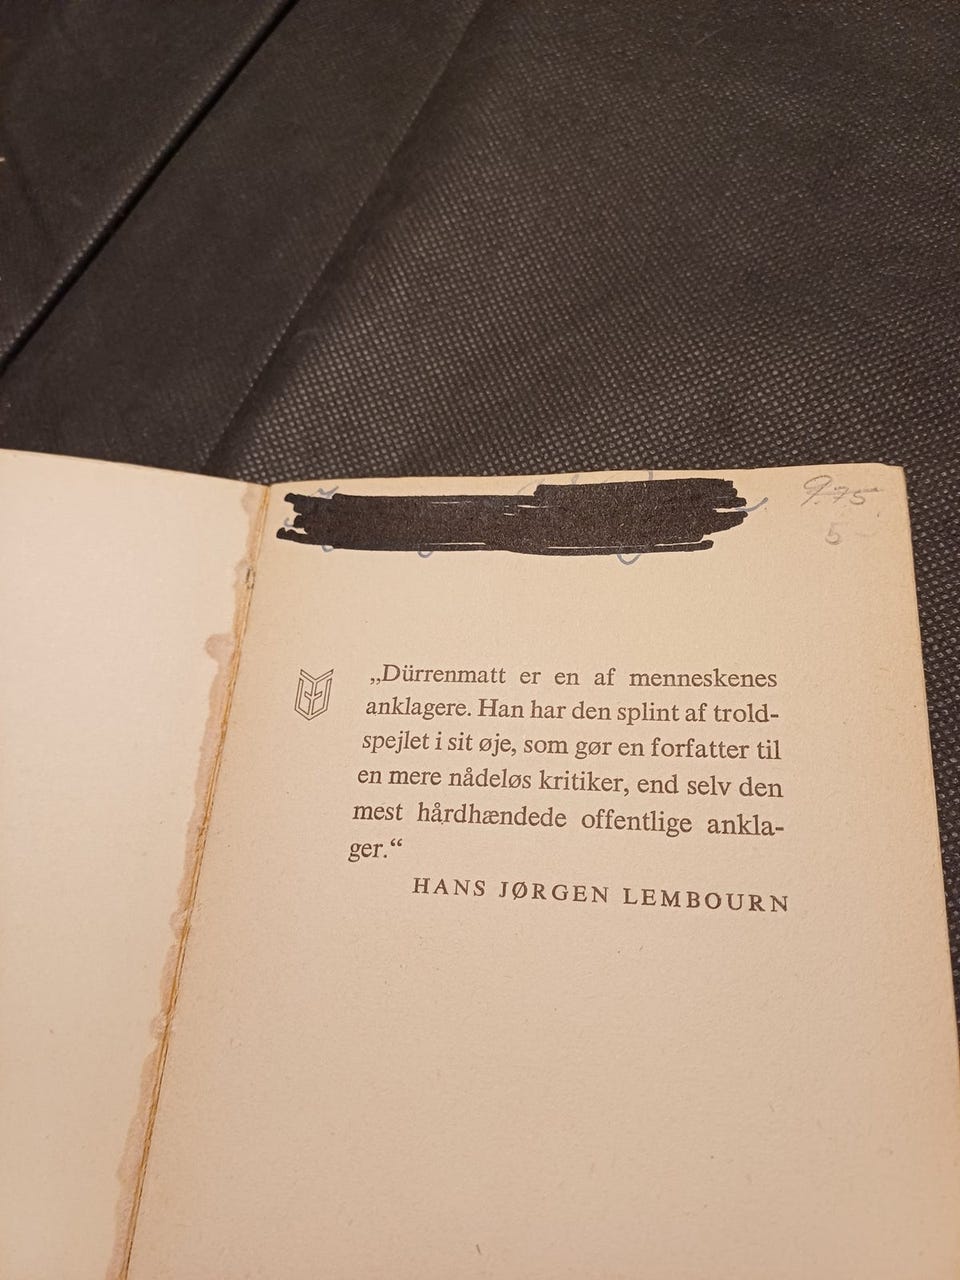 9.75
5-
„Dürrenmatt er en af menneskenes
anklagere. Han har den splint af trold-
spejlet i sit øje, som gør en forfatter til
en mere nådeløs kritiker, end selv den
mest hårdhændede offentlige ankla-
ger.“
HANS JØRGEN LEMBOURN